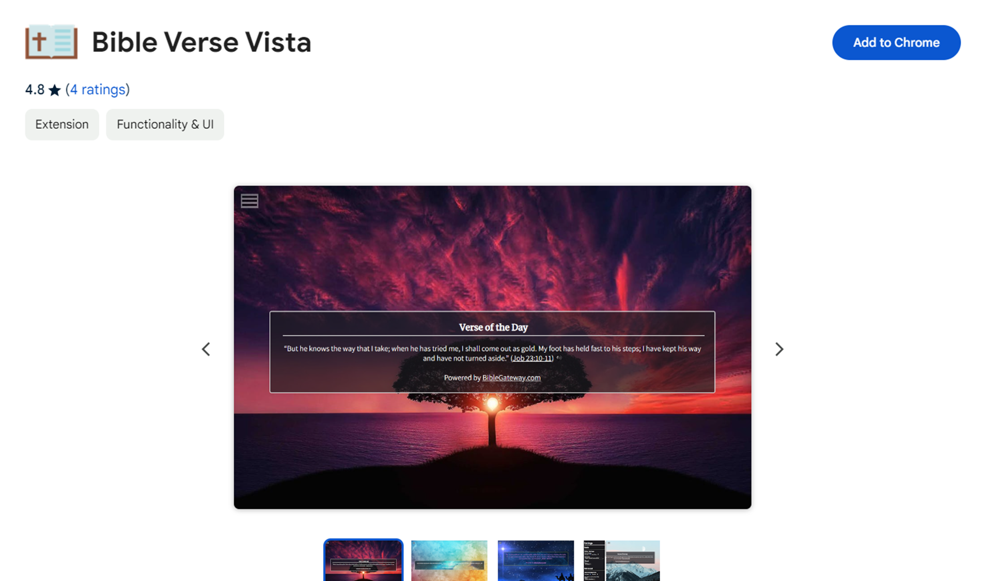 Bible Verse Vista
Add to Chrome
4.8 ★ (4 ratings)
Extension
Functionality & UI
Verse of the Day
“But he knows the way that I take; when he has tried me, I shall come out as gold. My foot has held fast to his steps; I have kept his way
and have not turned aside.” (Job 23:10-11)
Powered by BibleGateway.com